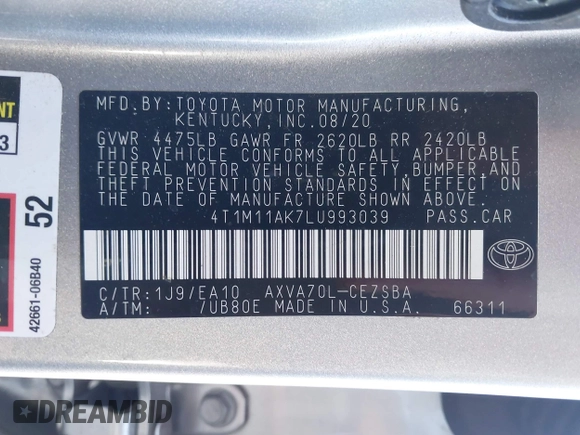 MFD.BY:TOYOTA MOTOR MANUFACTURING,
KENTUCKY,INC.08/20
GVWR 4475LB GAWR FR 2620LB RR 2420LB
THIS VEHICLE CONFORMS TO ALL APPLICABLE
FEDERAL MOTOR VEHICLE SAFETY,BUMPER,AND
THEFT PREVENTION STANDARDS IN EFFECT ON
THE DATE OF MANUFACTURE SHOWN ABOVE.
4T1M11AK7LU993039 PASS.CAR
C/TR:1J9/EA10 AXVA70L-CEZSBA
A/TM: /UB80E MADE IN U.S.A. 66311
3
52
42661-06B40
DREAMBID